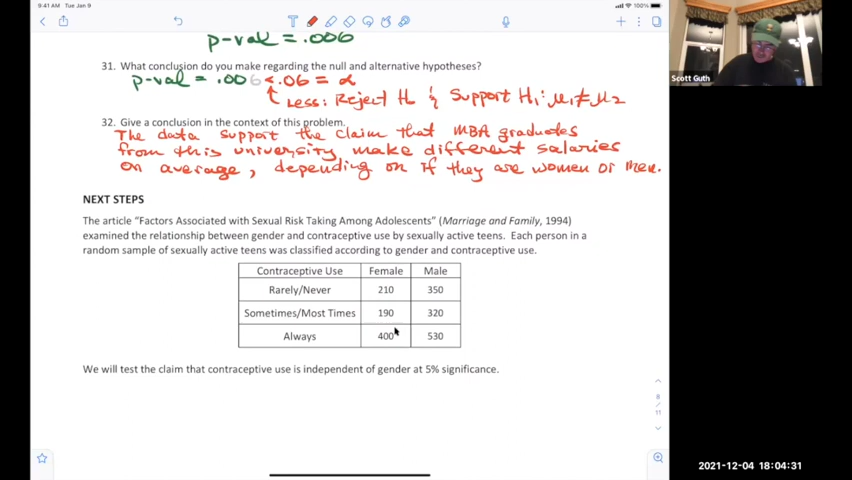 9:41 AM Tue Jan 9
100%
p-val = .006
31. What conclusion do you make regarding the null and alternative hypotheses?
p-val = .006 < .06 = α
Less: Reject H₀ & Support H₁: μ₁ ≠ μ₂
32. Give a conclusion in the context of this problem.
The data support the claim that MBA graduates
from this university make different salaries
on average, depending on if they are women or men.
NEXT STEPS
The article "Factors Associated with Sexual Risk Taking Among Adolescents" (Marriage and Family, 1994)
examined the relationship between gender and contraceptive use by sexually active teens. Each person in a
random sample of sexually active teens was classified according to gender and contraceptive use.
Contraceptive Use Female Male
Rarely/Never 210 350
Sometimes/Most Times 190 320
Always 400 530
We will test the claim that contraceptive use is independent of gender at 5% significance.
Scott Guth
8
/
11
2021-12-04 18:04:31